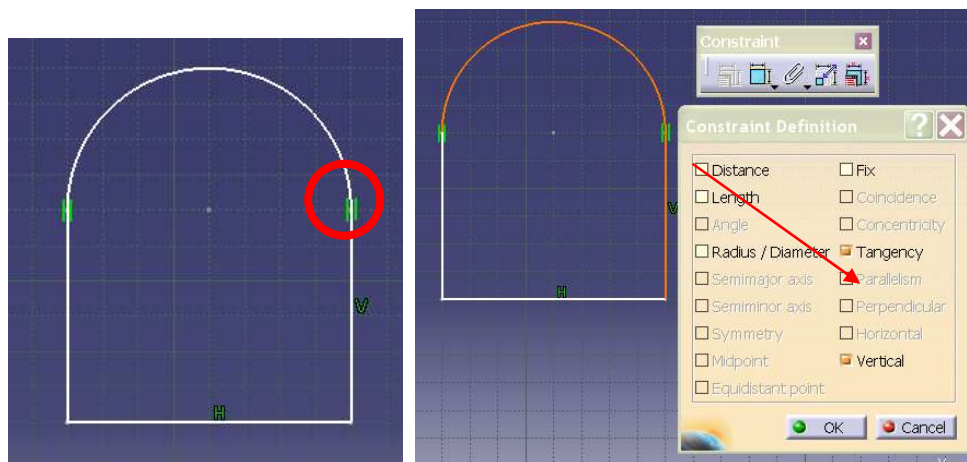 V
H
Constraint
V
H
Constraint Definition
Distance Fix
Length Coincidence
Angle Concentricity
Radius / Diameter Tangency
Semimajor axis Parallelism
Semiminor axis Perpendicular
Symmetry Horizontal
Midpoint Vertical
Equidistant point
OK Cancel